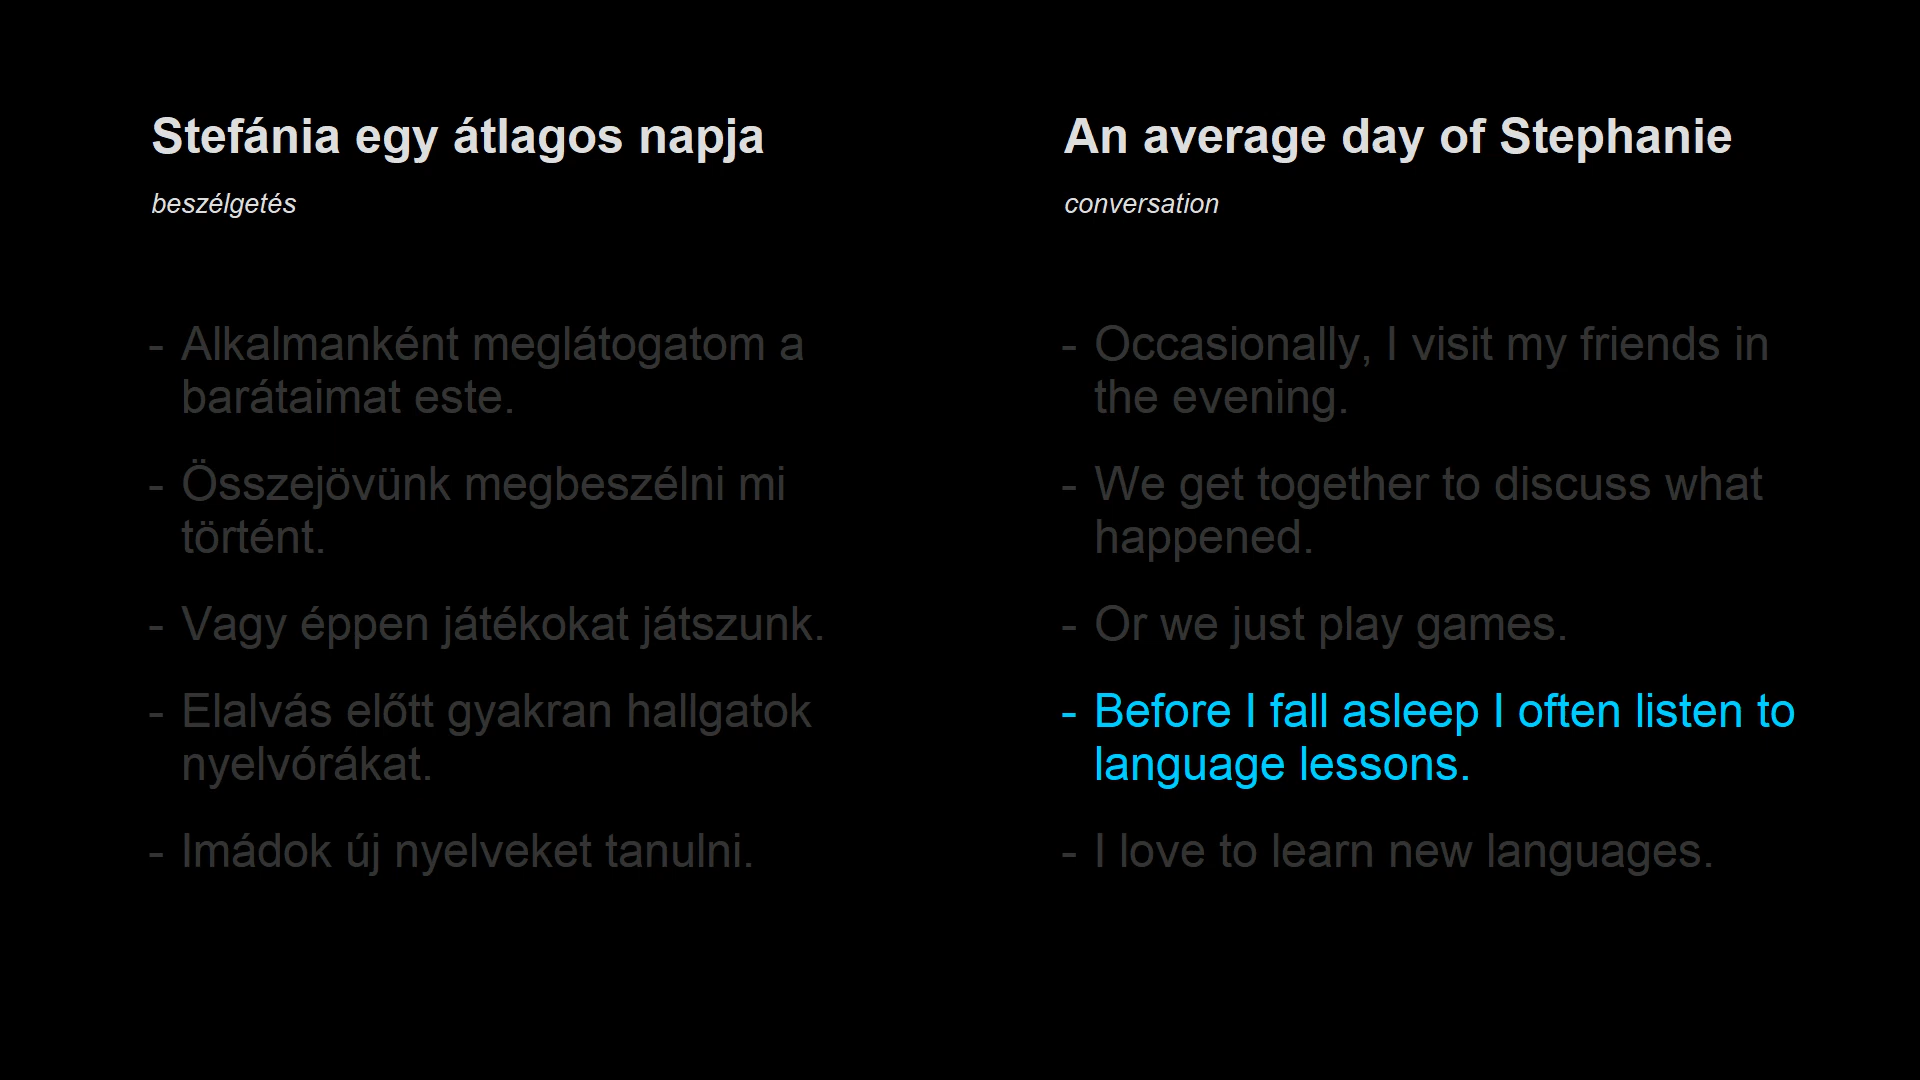 Stefánia egy átlagos napja
beszélgetés
- Alkalmanként meglátogatom a
barátaimat este.
- Összejövünk megbeszélni mi
történt.
- Vagy éppen játékokat játszunk.
- Elalvás előtt gyakran hallgatok
nyelvórákat.
- Imádok új nyelveket tanulni.
An average day of Stephanie
conversation
- Occasionally, I visit my friends in
the evening.
- We get together to discuss what
happened.
- Or we just play games.
- Before I fall asleep I often listen to
language lessons.
- I love to learn new languages.